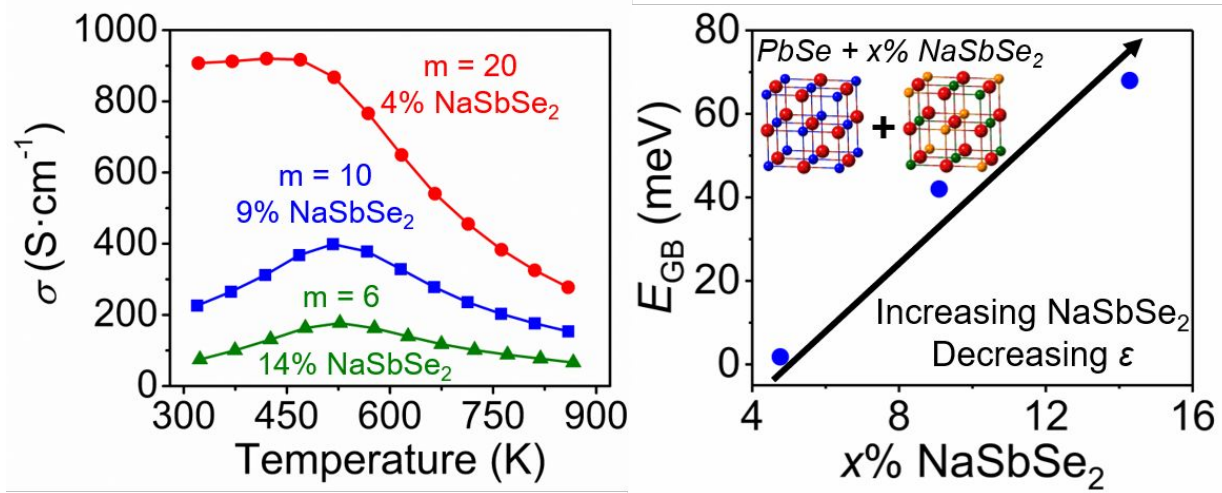 1000
800
600
400
200
0
σ (S·cm⁻¹)
m = 20
4% NaSbSe₂
m = 10
9% NaSbSe₂
m = 6
14% NaSbSe₂
300 450 600 750 900
Temperature (K)
80
60
40
20
0
E_GB (meV)
PbSe + x% NaSbSe₂
+
Increasing NaSbSe₂
Decreasing ε
4 8 12 16
x% NaSbSe₂